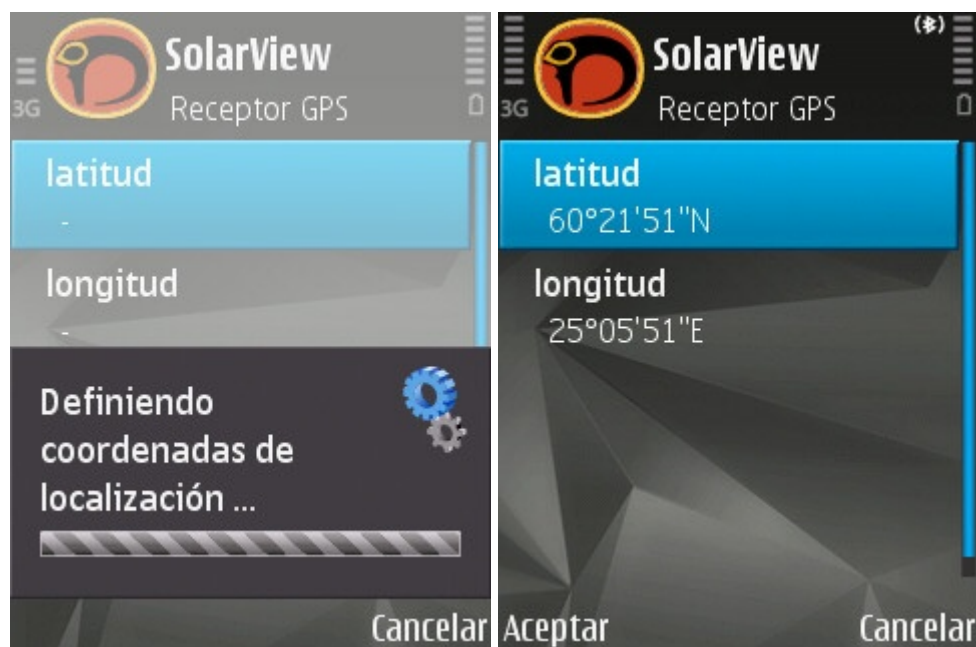 SolarView
3G
Receptor GPS
latitud
-
longitud
-
Definiendo
coordenadas de
localización ...
Cancelar
SolarView
3G
Receptor GPS
latitud
60°21'51"N
longitud
25°05'51"E
Aceptar
Cancelar